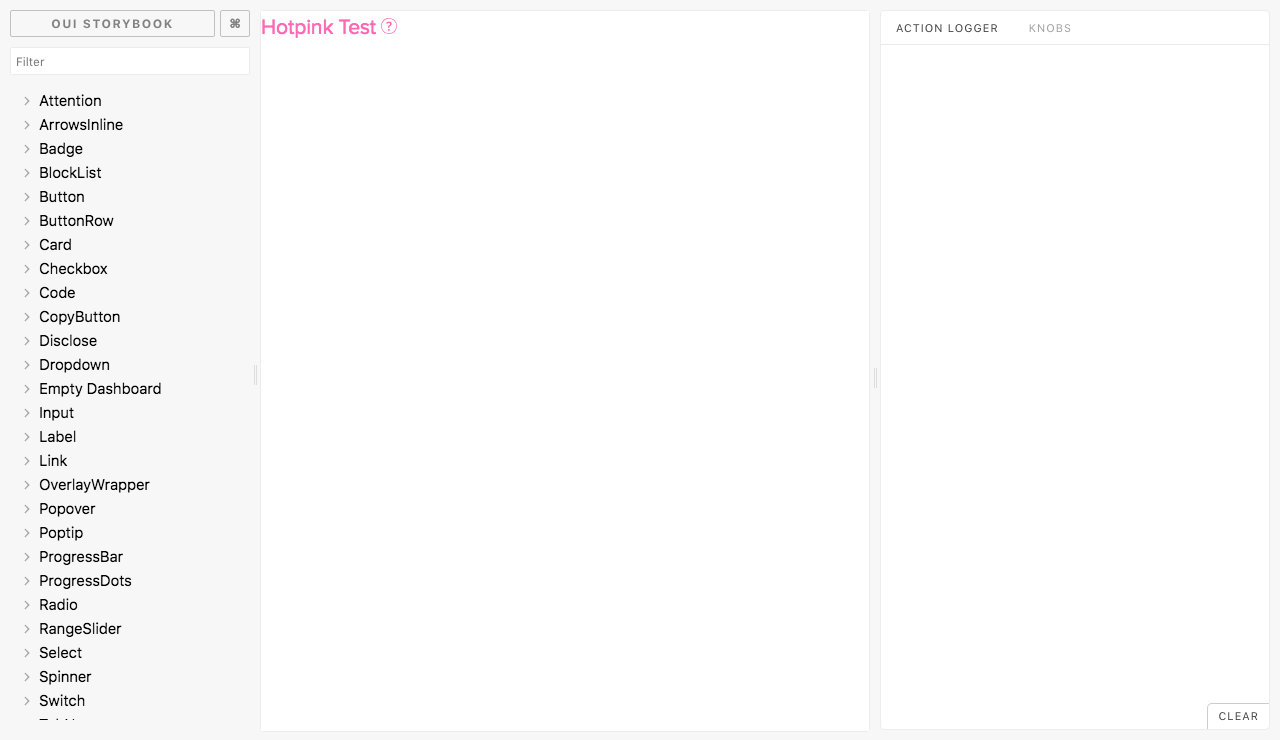 OUI STORYBOOK
⌘
Filter
Attention
ArrowsInline
Badge
BlockList
Button
ButtonRow
Card
Checkbox
Code
CopyButton
Disclose
Dropdown
Empty Dashboard
Input
Label
Link
OverlayWrapper
Popover
Poptip
ProgressBar
ProgressDots
Radio
RangeSlider
Select
Spinner
Switch
Hotpink Test ?
ACTION LOGGER KNOBS
CLEAR